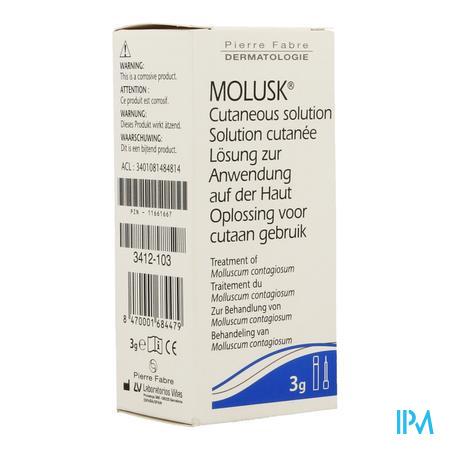 WARNING:
This is a corrosive product.
ATTENTION :
Ce produit est corrosif.
WARNUNG:
Dieses Produkt wirkt ätzend.
WAARSCHUWING:
Dit is een bijtend product.
ACL : 3401081484814
PIN - 11661667
3412-103
8 470001 684479
3g
Pierre Fabre
LV Laboratorios Viñas
Pierre Fabre
DERMATOLOGIE
MOLUSK®
Cutaneous solution
Solution cutanée
Lösung zur
Anwendung
auf der Haut
Oplossing voor
cutaan gebruik
Treatment of
Molluscum contagiosum
Traitement du
Molluscum contagiosum
Zur Behandlung von
Molluscum contagiosum
Behandeling van
Molluscum contagiosum
3g
IPM